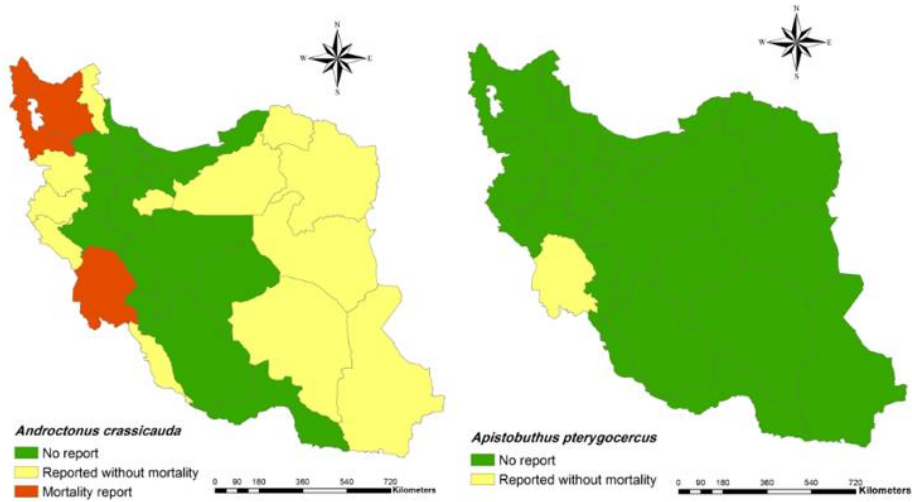 N
W
E
S
Androctonus crassicauda
No report
Reported without mortality
Mortality report
0 90 180 360 540 720
Kilometers
N
W
E
S
Apistobuthus pterygocercus
No report
Reported without mortality
0 90 180 360 540 720
Kilometers